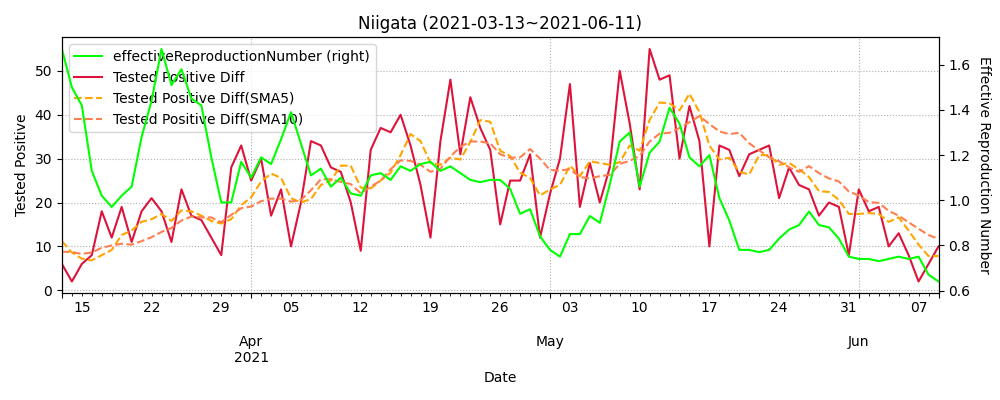 Niigata (2021-03-13~2021-06-11)
effectiveReproductionNumber (right)
Tested Positive Diff
Tested Positive Diff(SMA5)
Tested Positive Diff(SMA10)
Tested Positive
50
40
30
20
10
0
1.6
1.4
1.2
1.0
0.8
0.6
Effective Reproduction Number
15 22 29 05 12 19 26 03 10 17 24 31 07
Apr May Jun
2021
Date